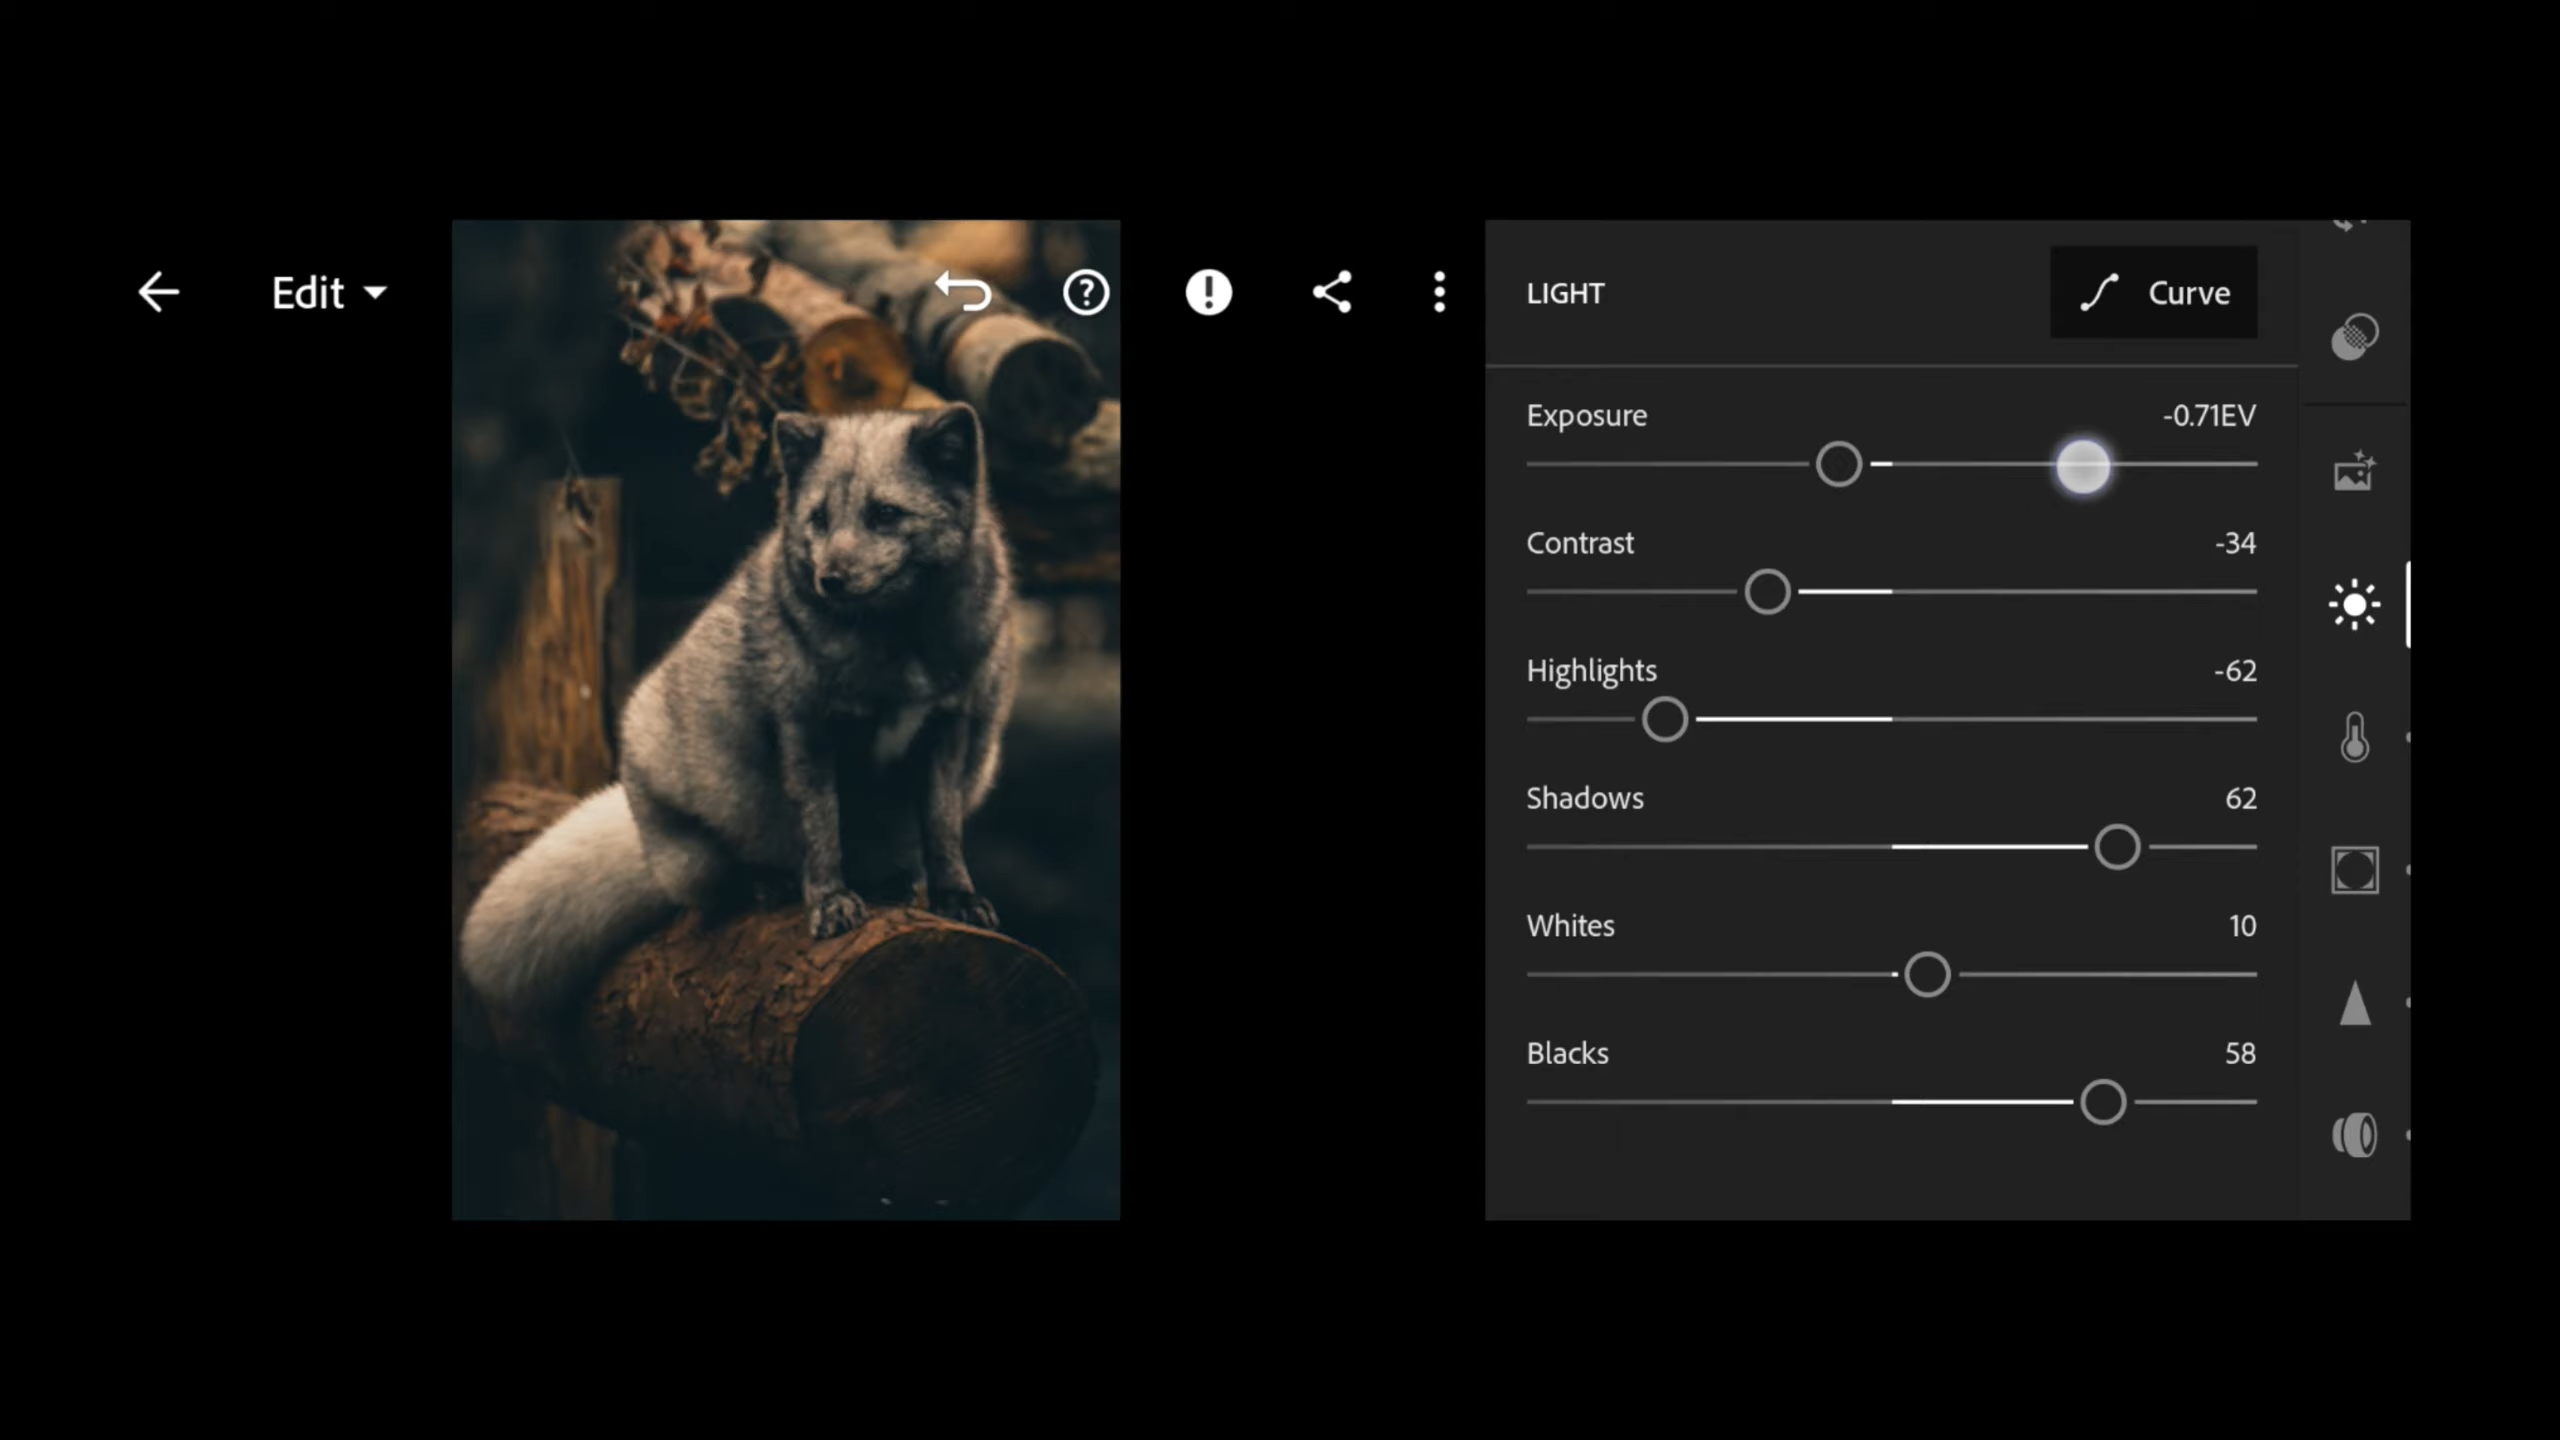 Edit
LIGHT
Curve
Exposure
-0.71EV
Contrast
-34
Highlights
-62
Shadows
62
Whites
10
Blacks
58